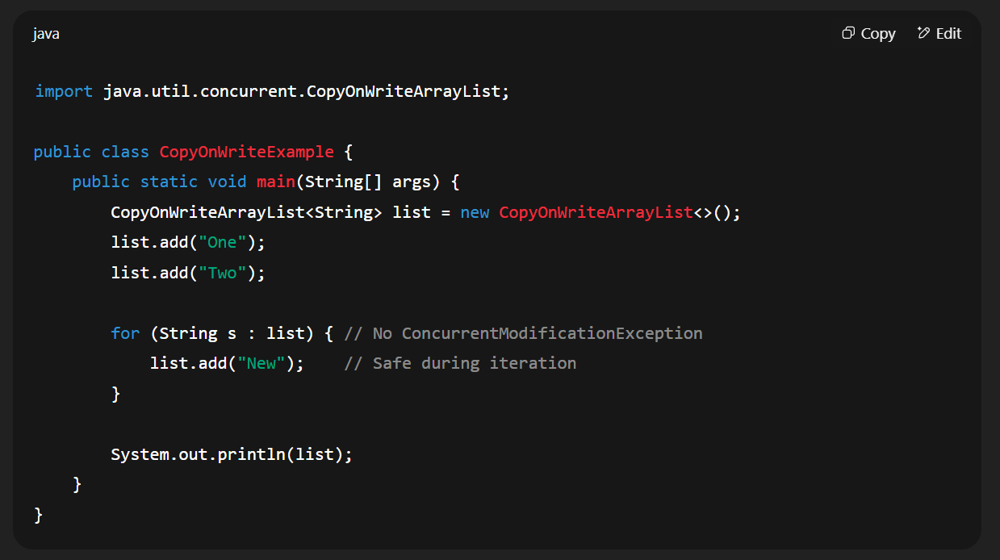 java
Copy
Edit
import java.util.concurrent.CopyOnWriteArrayList;
public class CopyOnWriteExample {
    public static void main(String[] args) {
        CopyOnWriteArrayList<String> list = new CopyOnWriteArrayList<>();
        list.add("One");
        list.add("Two");
        for (String s : list) { // No ConcurrentModificationException
            list.add("New");    // Safe during iteration
        }
        System.out.println(list);
    }
}